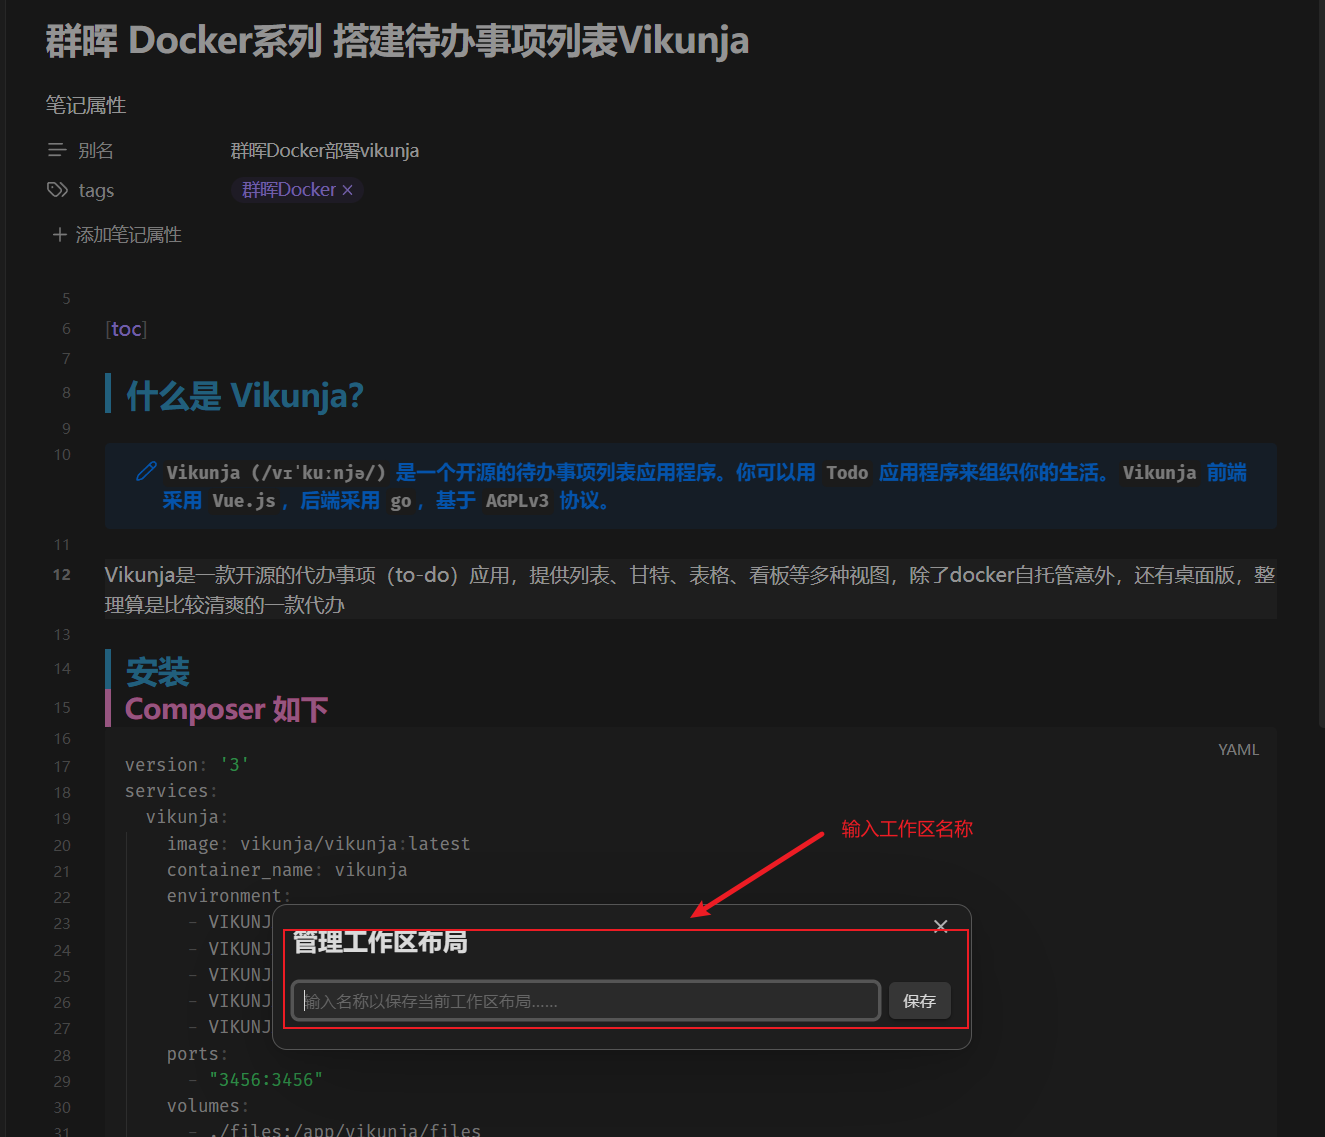 群晖 Docker系列 搭建待办事项列表Vikunja
笔记属性
别名 群晖Docker部署vikunja
tags 群晖Docker ×
+ 添加笔记属性
5
6 [toc]
7
8 什么是 Vikunja?
9
10 Vikunja (/vɪˈkuːnjə/) 是一个开源的待办事项列表应用程序。你可以用 Todo 应用程序来组织你的生活。 Vikunja 前端
采用 Vue.js，后端采用 go，基于 AGPLv3 协议。
11
12 Vikunja是一款开源的代办事项（to-do）应用，提供列表、甘特、表格、看板等多种视图，除了docker自托管意外，还有桌面版，整
理算是比较清爽的一款代办
13
14 安装
15 Composer 如下
16
YAML
17 version: '3'
18 services:
19 vikunja:
输入工作区名称
20 image: vikunja/vikunja:latest
21 container_name: vikunja
22 environment:
23 - VIKUNJ
24 - VIKUNJ
25 - VIKUNJ
26 - VIKUNJ
27 - VIKUNJ
管理工作区布局
输入名称以保存当前工作区布局...... 保存
28 ports:
29 - "3456:3456"
30 volumes:
31 - ./files:/app/vikunja/files